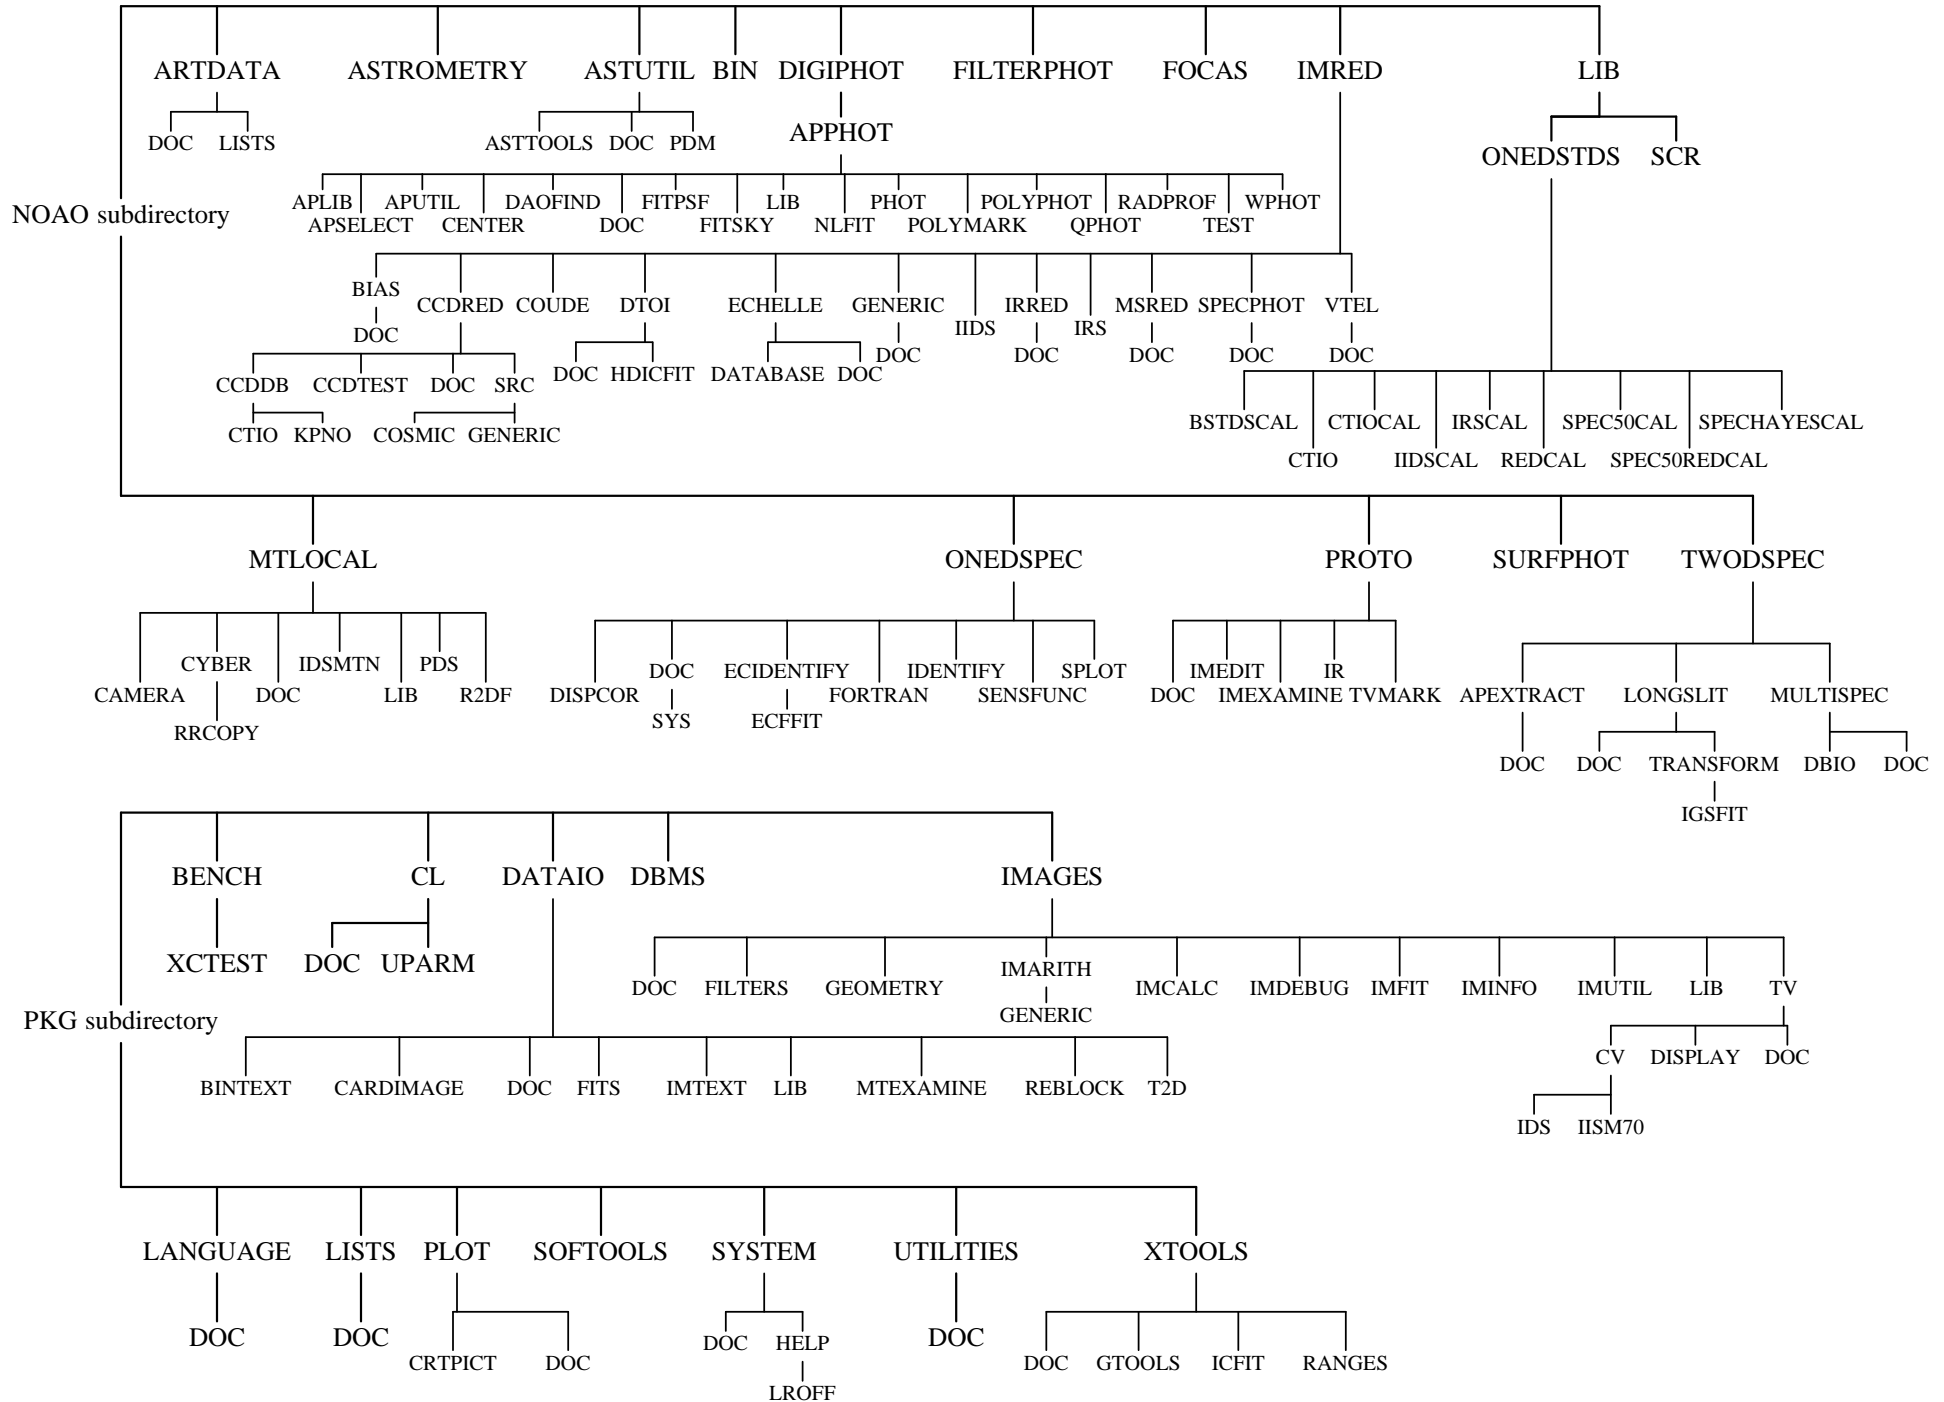 ARTDATA ASTROMETRY ASTUTIL BIN DIGIPHOT FILTERPHOT FOCAS IMRED LIB
DOC LISTS ASTTOOLS DOC PDM APPHOT
ONEDSTDS SCR
APLIB APUTIL DAOFIND FITPSF LIB PHOT POLYPHOT RADPROF WPHOT
NOAO subdirectory
APSELECT CENTER DOC FITSKY NLFIT POLYMARK QPHOT TEST
BIAS CCDRED COUDE DTOI ECHELLE GENERIC IIDS IRRED IRS MSRED SPECPHOT VTEL
DOC DOC DOC DOC DOC DOC
CCDDB CCDTEST DOC SRC DOC HDICFIT DATABASE DOC
CTIO KPNO COSMIC GENERIC
BSTDSCAL CTIOCAL IRSCAL SPEC50CAL SPECHAYESCAL
CTIO IIDSCAL REDCAL SPEC50REDCAL
MTLOCAL ONEDSPEC PROTO SURFPHOT TWODSPEC
CYBER IDSMTN PDS DOC ECIDENTIFY IDENTIFY SPLOT IMEDIT IR
CAMERA DOC LIB R2DF DISPCOR FORTRAN SENSFUNC DOC IMEXAMINE TVMARK APEXTRACT LONGSLIT MULTISPEC
RRCOPY SYS ECFFIT
DOC DOC TRANSFORM DBIO DOC
IGSFIT
BENCH CL DATAIO DBMS IMAGES
XCTEST DOC UPARM
IMARITH
DOC FILTERS GEOMETRY IMCALC IMDEBUG IMFIT IMINFO IMUTIL LIB TV
GENERIC
PKG subdirectory
CV DISPLAY DOC
BINTEXT CARDIMAGE DOC FITS IMTEXT LIB MTEXAMINE REBLOCK T2D
IDS IISM70
LANGUAGE LISTS PLOT SOFTOOLS SYSTEM UTILITIES XTOOLS
DOC DOC DOC HELP DOC
CRTPICT DOC DOC GTOOLS ICFIT RANGES
LROFF